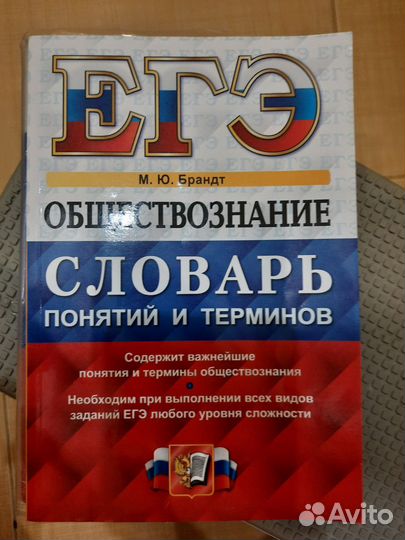 ЕГЭ
М. Ю. Брандт
ОБЩЕСТВОЗНАНИЕ
СЛОВАРЬ
ПОНЯТИЙ И ТЕРМИНОВ
Содержит важнейшие
понятия и термины обществознания
Необходим при выполнении всех видов
заданий ЕГЭ любого уровня сложности
Avito